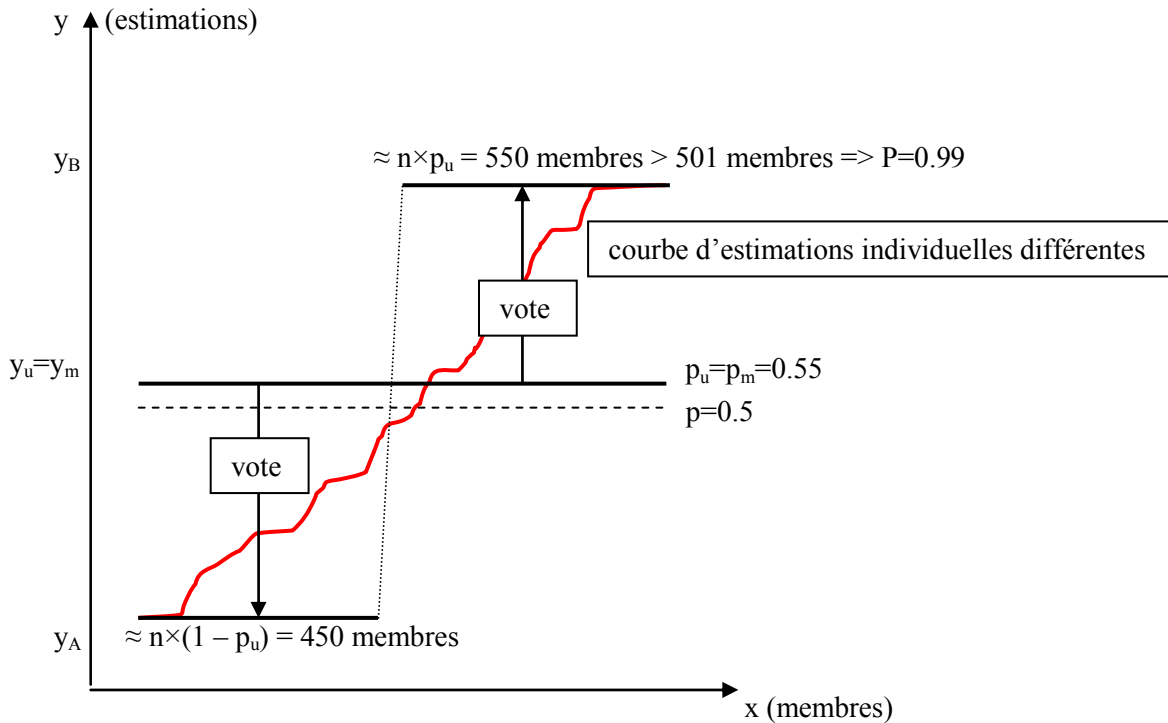 y (estimations)
y_B
≈ n×p_u = 550 membres > 501 membres => P=0.99
courbe d’estimations individuelles différentes
vote
y_u=y_m
p_u=p_m=0.55
p=0.5
vote
y_A
≈ n×(1 – p_u) = 450 membres
x (membres)